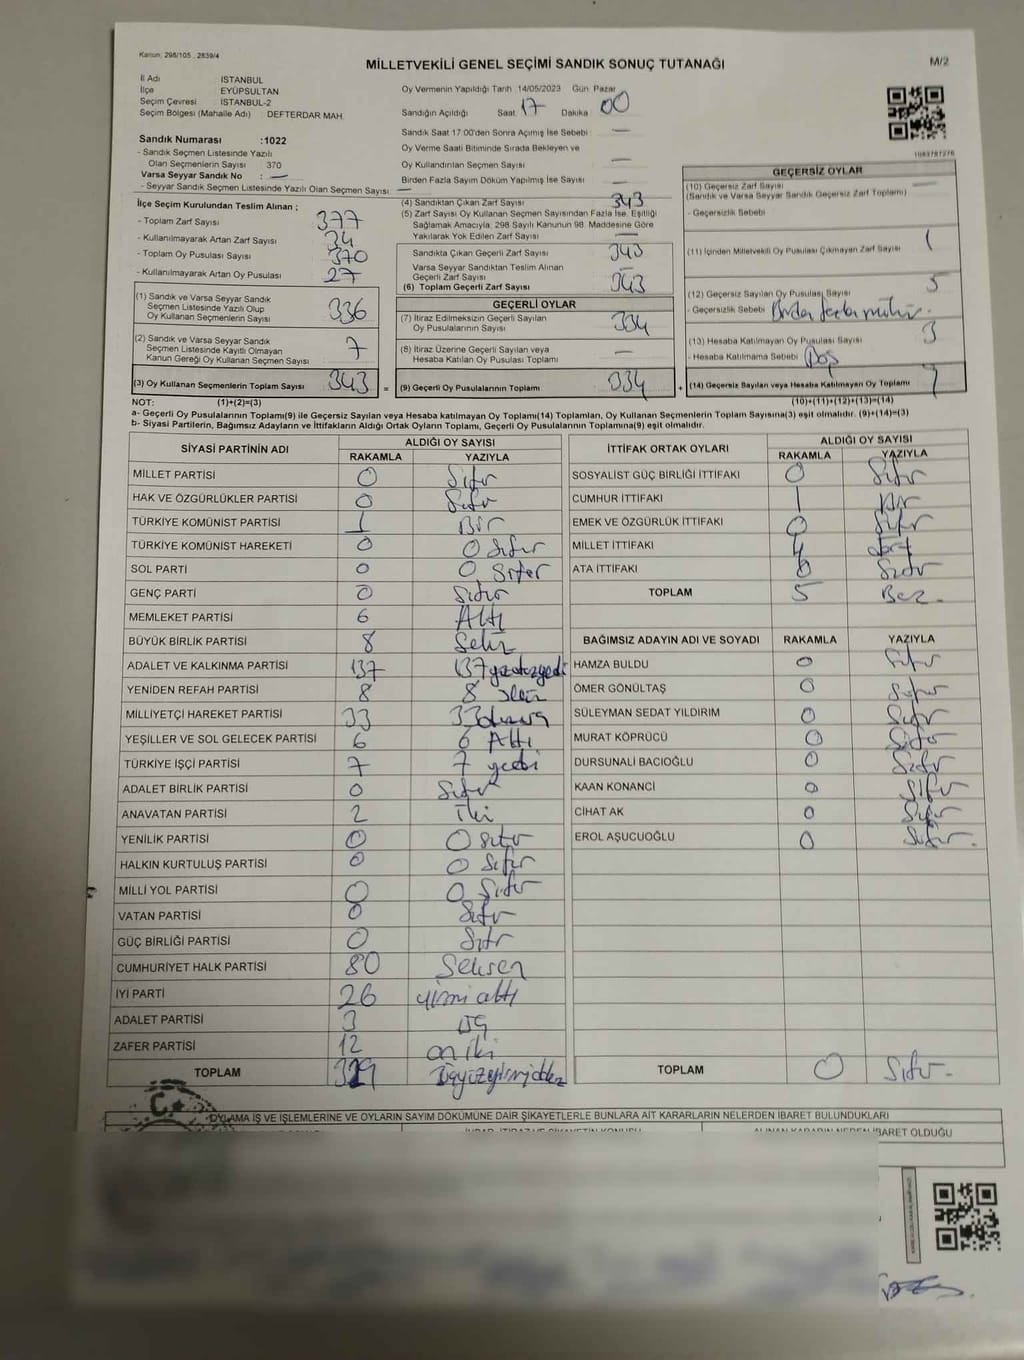 Kanun: 298/105 , 2839/4
MİLLETVEKİLİ GENEL SEÇİMİ SANDIK SONUÇ TUTANAĞI
M/2
İl Adı İSTANBUL
İlçe EYÜPSULTAN
Seçim Çevresi İSTANBUL-2
Seçim Bölgesi (Mahalle Adı) DEFTERDAR MAH.
Sandık Numarası :1022
- Sandık Seçmen Listesinde Yazılı
Olan Seçmenlerin Sayısı 370
Varsa Seyyar Sandık No : —
- Seyyar Seçmen Listesinde Yazılı Olan Seçmen Sayısı —
Oy Vermenin Yapıldığı Tarih 14/05/2023 Gün Pazar
Sandığın Açıldığı Saat 17 Dakika 00
Sandık Saat 17:00'den Sonra Açımış İse Sebebi —
Oy Verme Saati Bitiminde Sırada Bekleyen ve
Oy Kullandırılan Seçmen Sayısı —
Birden Fazla Sayım Döküm Yapılmış İse Sayısı —
1083787276
İlçe Seçim Kurulundan Teslim Alınan :
- Toplam Zarf Sayısı 377
- Kullanılmayarak Artan Zarf Sayısı 34
- Toplam Oy Pusulası Sayısı 370
- Kullanılmayarak Artan Oy Pusulası 27
(1) Sandık ve Varsa Seyyar Sandık
Seçmen Listesinde Yazılı Olup
Oy Kullanan Seçmenlerin Sayısı 336
(2) Sandık ve Varsa Seyyar Sandık
Seçmen Listesinde Kayıtlı Olmayan
Kanun Gereği Oy Kullanan Seçmen Sayısı 7
(3) Oy Kullanan Seçmenlerin Toplam Sayısı 343 =
(4) Sandıktan Çıkan Zarf Sayısı 343
(5) Zarf Sayısı Oy Kullanan Seçmen Sayısından Fazla İse, Eşitliği
Sağlamak Amacıyla, 298 Sayılı Kanunun 98. Maddesine Göre
Yakılarak Yok Edilen Zarf Sayısı —
Sandıkta Çıkan Geçerli Zarf Sayısı 343
Varsa Seyyar Sandıktan Teslim Alınan
Geçerli Zarf Sayısı —
(6) Toplam Geçerli Zarf Sayısı 343
GEÇERLİ OYLAR
(7) İtiraz Edilmeksizin Geçerli Sayılan
Oy Pusulalarının Sayısı 334
(8) İtiraz Üzerine Geçerli Sayılan veya
Hesaba Katılan Oy Pusulası Toplamı —
(9) Geçerli Oy Pusulalarının Toplamı 334 +
GEÇERSİZ OYLAR
(10) Geçersiz Zarf Sayısı —
(Sandık ve Varsa Seyyar Sandık Geçersiz Zarf Toplamı)
- Geçersizlik Sebebi
(11) İçinden Milletvekili Oy Pusulası Çıkmayan Zarf Sayısı 1
(12) Geçersiz Sayılan Oy Pusulası Sayısı 5
- Geçersizlik Sebebi Birden fazla mühür.
(13) Hesaba Katılmayan Oy Pusulası Sayısı 3
- Hesaba Katılmama Sebebi Boş
(14) Geçersiz Sayılan veya Hesaba Katılmayan Oy Toplamı 9
NOT: (1)+(2)=(3) (10)+(11)+(12)+(13)=(14)
a- Geçerli Oy Pusulalarının Toplamı(9) ile Geçersiz Sayılan veya Hesaba katılmayan Oy Toplamı(14) Toplamları, Oy Kullanan Seçmenlerin Toplam Sayısına(3) eşit olmalıdır. (9)+(14)=(3)
b- Siyasi Partilerin, Bağımsız Adayların ve İttifakların Aldığı Ortak Oyların Toplamı, Geçerli Oy Pusulalarının Toplamına(9) eşit olmalıdır.
SİYASİ PARTİNİN ADI ALDIĞI OY SAYISI
RAKAMLA YAZIYLA
MİLLET PARTİSİ 0 Sıfır
HAK VE ÖZGÜRLÜKLER PARTİSİ 0 Sıfır
TÜRKİYE KOMÜNİST PARTİSİ 1 Bir
TÜRKİYE KOMÜNİST HAREKETİ 0 0 Sıfır
SOL PARTİ 0 0 Sıfır
GENÇ PARTİ 0 Sıfır
MEMLEKET PARTİSİ 6 Altı
BÜYÜK BİRLİK PARTİSİ 8 Sekiz
ADALET VE KALKINMA PARTİSİ 137 137
YENİDEN REFAH PARTİSİ 8 8
MİLLİYETÇİ HAREKET PARTİSİ 33 33
YEŞİLLER VE SOL GELECEK PARTİSİ 6 6 Altı
TÜRKİYE İŞÇİ PARTİSİ 7 7 yedi
ADALET BİRLİK PARTİSİ 0 Sıfır
ANAVATAN PARTİSİ 2 İki
YENİLİK PARTİSİ 0 0 Sıfır
HALKIN KURTULUŞ PARTİSİ 0 0 Sıfır
MİLLİ YOL PARTİSİ 0 0 Sıfır
VATAN PARTİSİ 0 Sıfır
GÜÇ BİRLİĞİ PARTİSİ 0 Sıfır
CUMHURİYET HALK PARTİSİ 80 Seksen
İYİ PARTİ 26 yirmi altı
ADALET PARTİSİ 3 üç
ZAFER PARTİSİ 12 on iki
TOPLAM 329
İTTİFAK ORTAK OYLARI ALDIĞI OY SAYISI
RAKAMLA YAZIYLA
SOSYALİST GÜÇ BİRLİĞİ İTTİFAKI 0 Sıfır
CUMHUR İTTİFAKI 1 Bir
EMEK VE ÖZGÜRLÜK İTTİFAKI 0 Sıfır
MİLLET İTTİFAKI 4 dört
ATA İTTİFAKI 0 Sıfır
TOPLAM 5 Beş.
BAĞIMSIZ ADAYIN ADI VE SOYADI RAKAMLA YAZIYLA
HAMZA BULDU 0 Sıfır
ÖMER GÖNÜLTAŞ 0 Sıfır
SÜLEYMAN SEDAT YILDIRIM 0 Sıfır
MURAT KÖPRÜCÜ 0 Sıfır
DURSUNALİ BACIOĞLU 0 Sıfır
KAAN KONANCİ 0 Sıfır
CİHAT AK 0 Sıfır
EROL AŞUCUOĞLU 0 Sıfır.
TOPLAM 0 Sıfır.
OYLAMA İŞ VE İŞLEMLERİNE VE OYLARIN SAYIM DÖKÜMÜNE DAİR ŞİKAYETLERLE BUNLARA AİT KARARLARIN NELERDEN İBARET BULUNDUKLARI